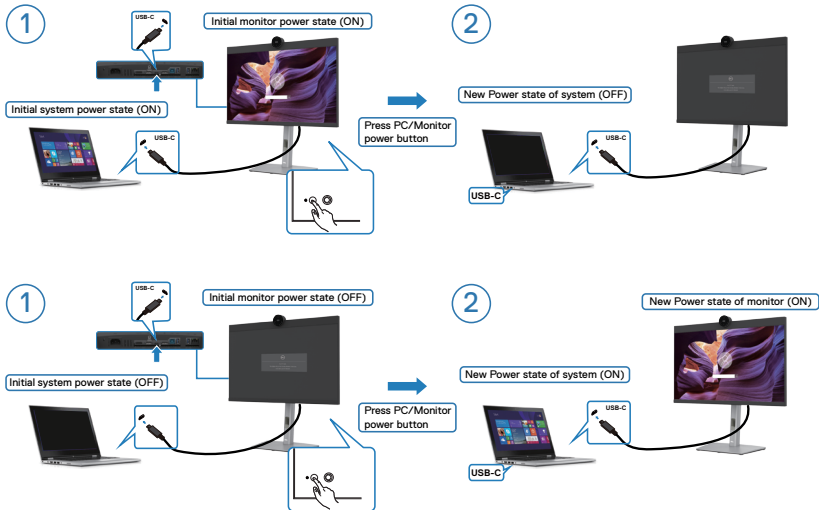 1
USB-C
Initial monitor power state (ON)
2
Initial system power state (ON)
USB-C
Press PC/Monitor
power button
New Power state of system (OFF)
USB-C
USB-C
1
USB-C
Initial monitor power state (OFF)
2
New Power state of monitor (ON)
Initial system power state (OFF)
USB-C
Press PC/Monitor
power button
New Power state of system (ON)
USB-C
USB-C